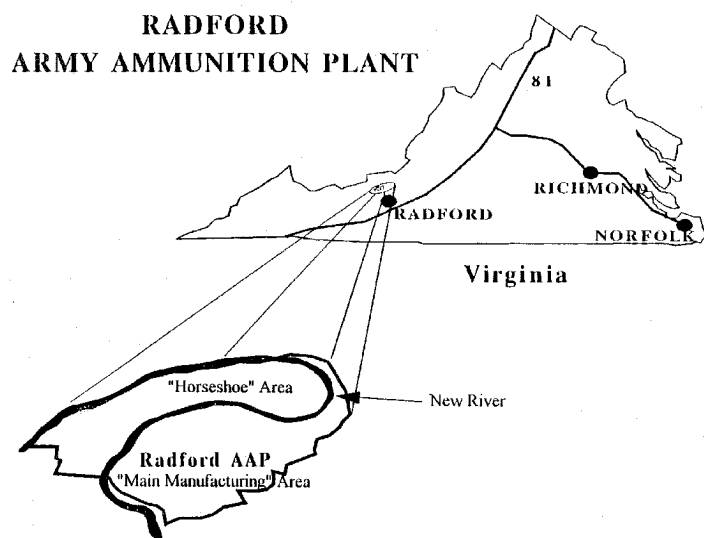 RADFORD
ARMY AMMUNITION PLANT
81
RICHMOND
RADFORD
NORFOLK
Virginia
"Horseshoe" Area
New River
Radford AAP
"Main Manufacturing" Area